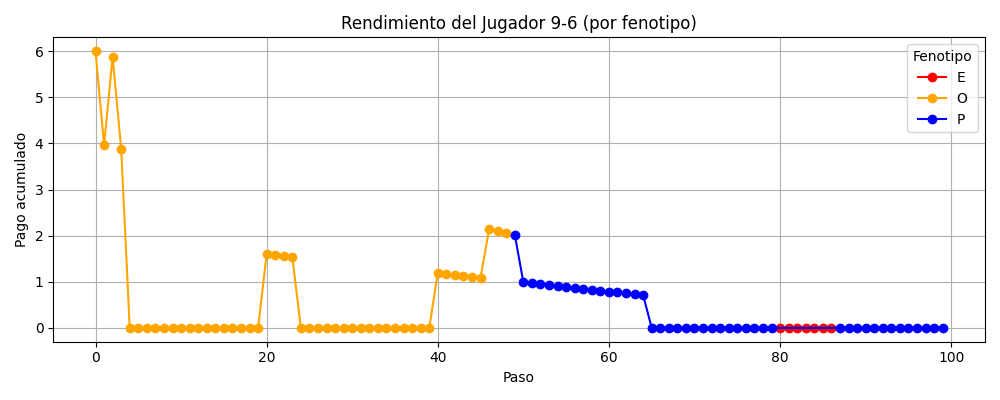 Rendimiento del Jugador 9-6 (por fenotipo)
Pago acumulado
6
5
4
3
2
1
0
Fenotipo
E
O
P
0 20 40 60 80 100
Paso